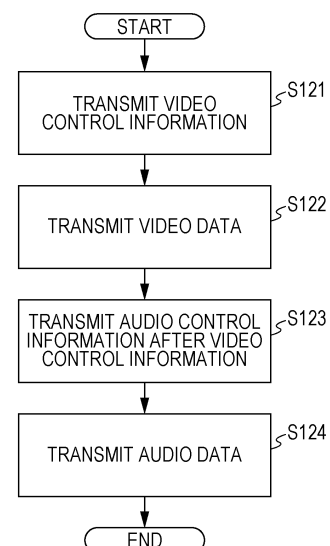 START
TRANSMIT VIDEO
CONTROL INFORMATION
S121
TRANSMIT VIDEO DATA
S122
TRANSMIT AUDIO CONTROL
INFORMATION AFTER VIDEO
CONTROL INFORMATION
S123
TRANSMIT AUDIO DATA
S124
END